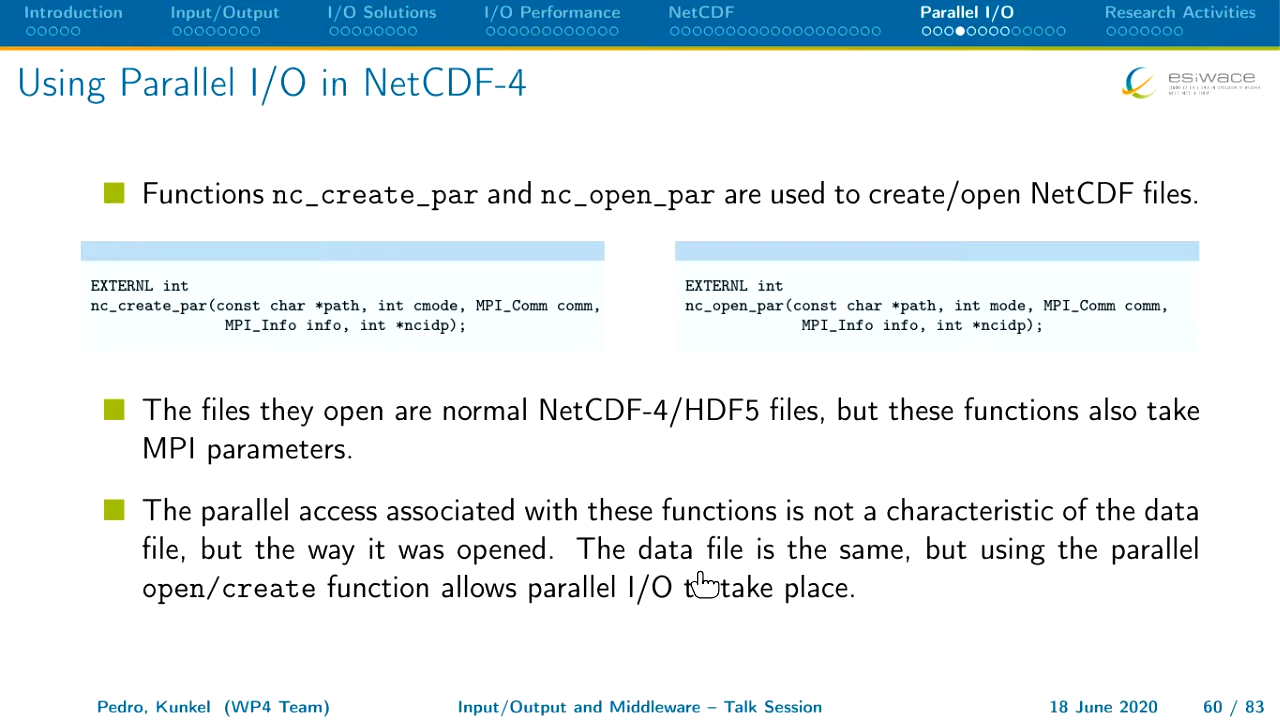 Introduction Input/Output I/O Solutions I/O Performance NetCDF Parallel I/O Research Activities
Using Parallel I/O in NetCDF-4
esiwace
Functions nc_create_par and nc_open_par are used to create/open NetCDF files.
EXTERNL int
nc_create_par(const char *path, int cmode, MPI_Comm comm,
MPI_Info info, int *ncidp);
EXTERNL int
nc_open_par(const char *path, int mode, MPI_Comm comm,
MPI_Info info, int *ncidp);
The files they open are normal NetCDF-4/HDF5 files, but these functions also take
MPI parameters.
The parallel access associated with these functions is not a characteristic of the data
file, but the way it was opened. The data file is the same, but using the parallel
open/create function allows parallel I/O take place.
Pedro, Kunkel (WP4 Team) Input/Output and Middleware – Talk Session 18 June 2020 60 / 83